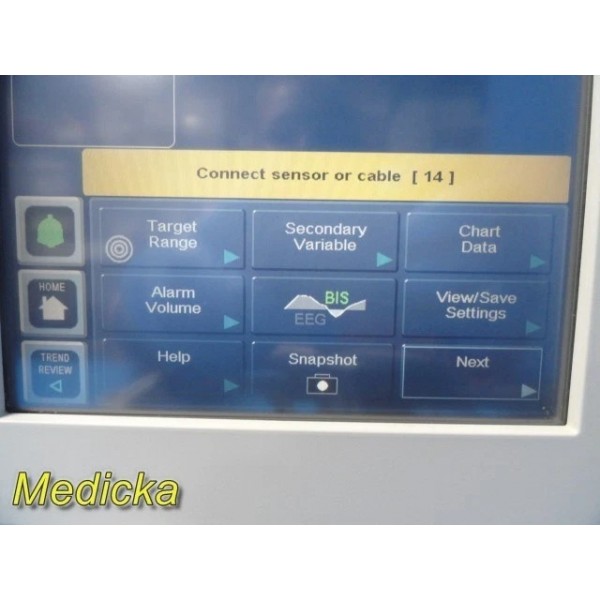 Connect sensor or cable [ 14 ]
Target
Range
Secondary
Variable
Chart
Data
HOME
Alarm
Volume
BIS
EEG
View/Save
Settings
TREND
REVIEW
Help
Snapshot
Next
Medicka